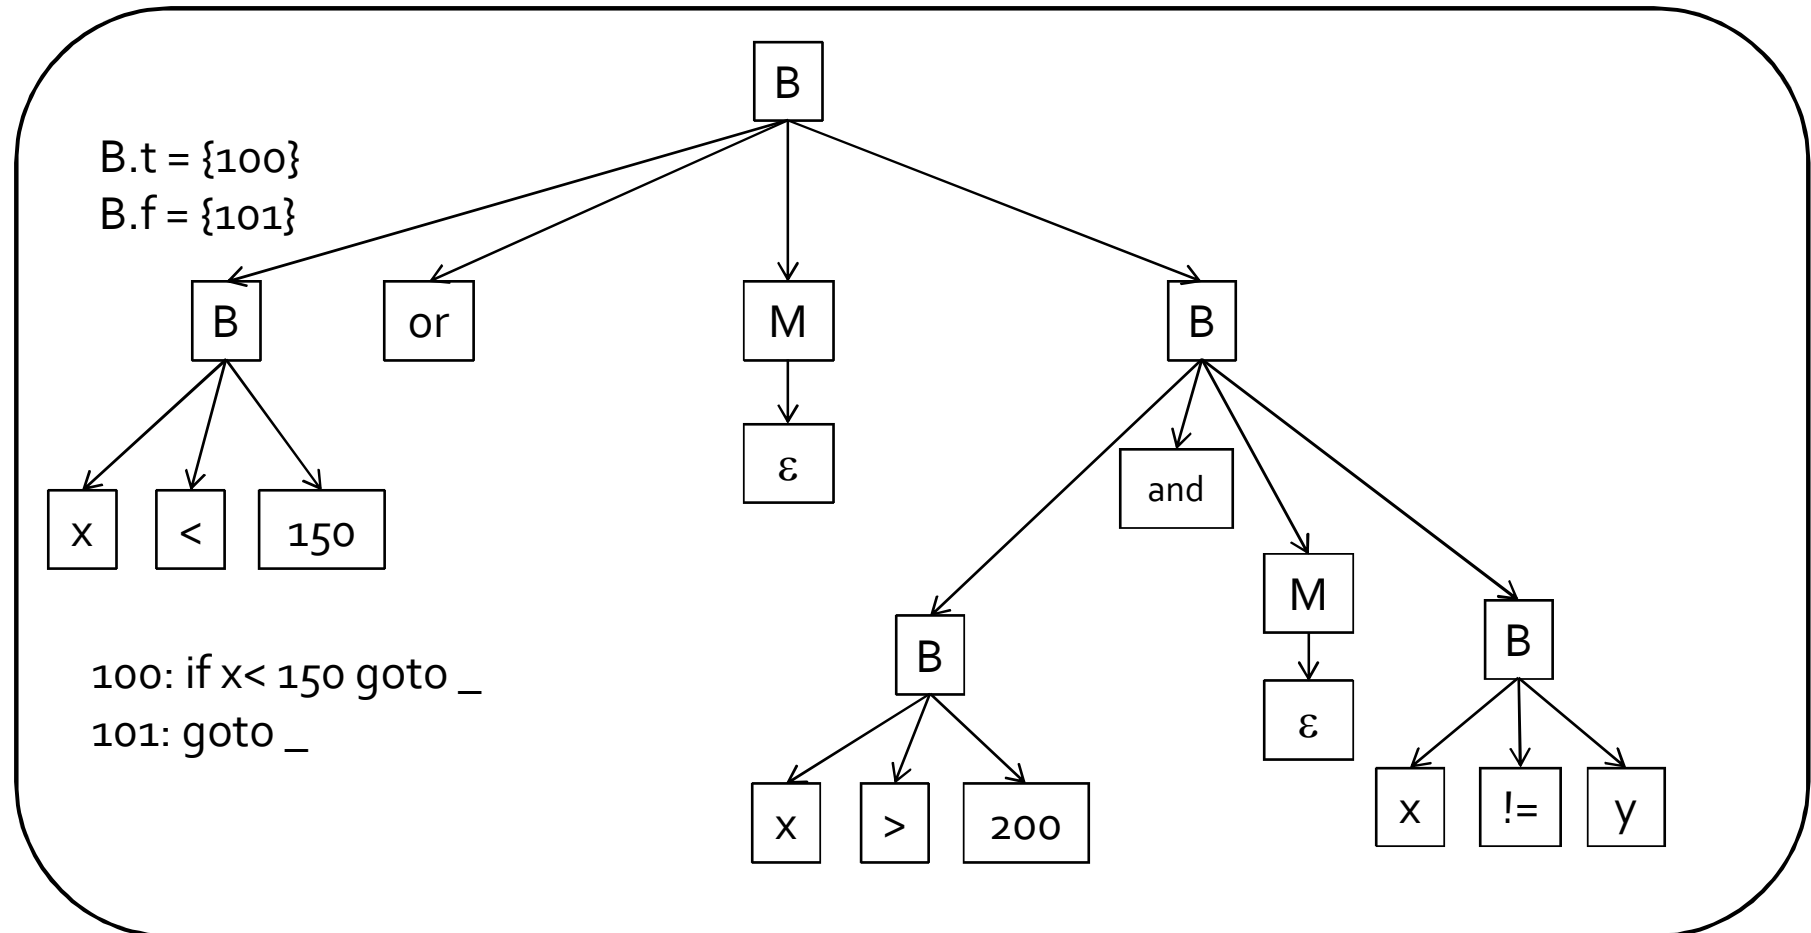 B
B.t = {100}
B.f = {101}
B or M B
ε
and
x < 150
M
B
B
100: if x< 150 goto _
ε
101: goto _
x != y
x > 200